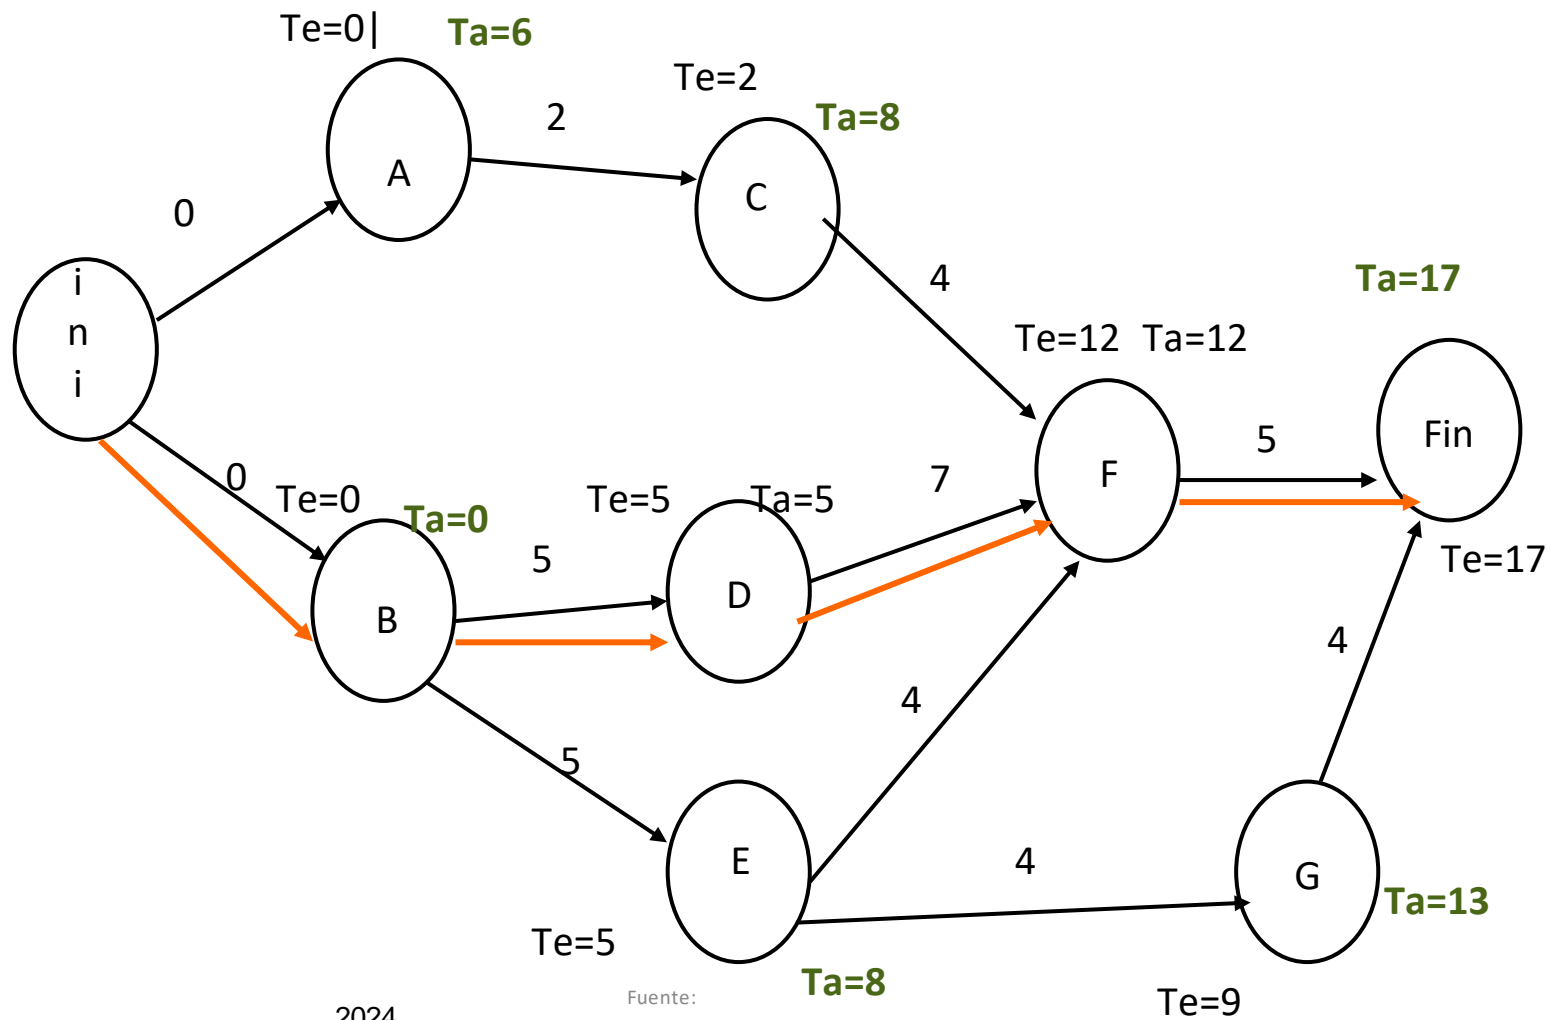 Te=0|
Ta=6
Te=2
2
Ta=8
A
C
0
i
n
i
4
Ta=17
Te=12 Ta=12
5
Fin
F
7
0
Te=0
Ta=0
Te=5
Ta=5
5
Te=17
D
B
4
4
5
E
4
G
Ta=13
Te=5
Ta=8
Fuente:
Te=9
2024